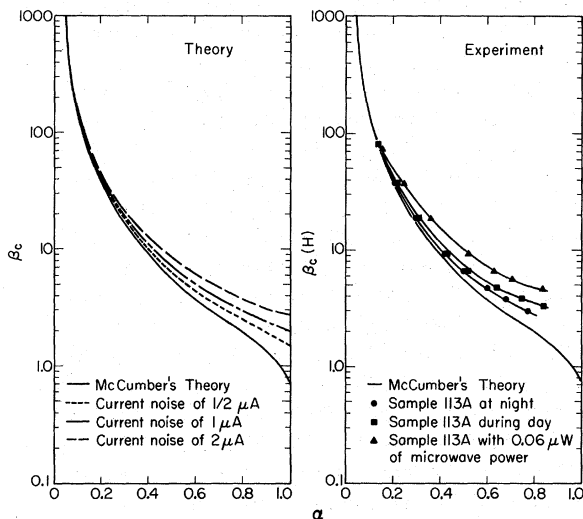 1000
100
10
1.0
0.1
β_c
Theory
McCumber's Theory
Current noise of 1/2 μA
Current noise of 1 μA
Current noise of 2 μA
0 0.2 0.4 0.6 0.8 1.0
1000
100
10
1.0
0.1
β_c (H)
Experiment
McCumber's Theory
Sample 113A at night
Sample 113A during day
Sample 113A with 0.06 μW
of microwave power
0 0.2 0.4 0.6 0.8 1.0
α